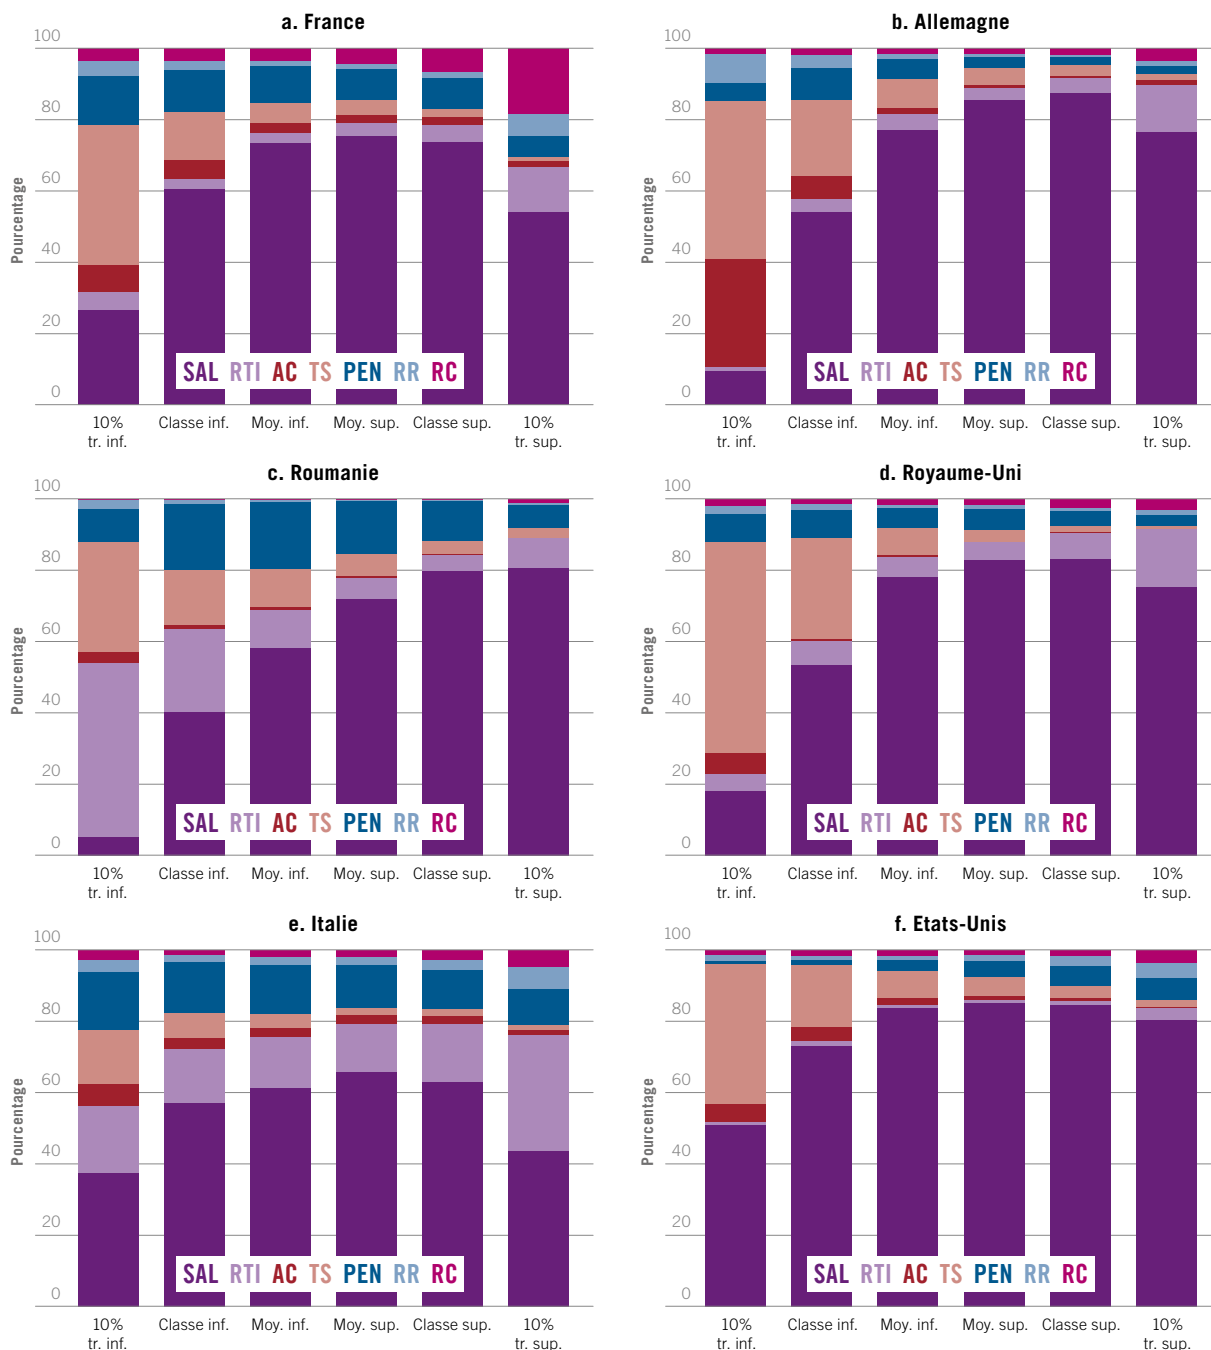 a. France
Pourcentage
100
80
60
40
20
0
SAL RTI AC TS PEN RR RC
10% tr. inf.
Classe inf.
Moy. inf.
Moy. sup.
Classe sup.
10% tr. sup.
b. Allemagne
Pourcentage
100
80
60
40
20
0
SAL RTI AC TS PEN RR RC
10% tr. inf.
Classe inf.
Moy. inf.
Moy. sup.
Classe sup.
10% tr. sup.
c. Roumanie
Pourcentage
100
80
60
40
20
0
SAL RTI AC TS PEN RR RC
10% tr. inf.
Classe inf.
Moy. inf.
Moy. sup.
Classe sup.
10% tr. sup.
d. Royaume-Uni
Pourcentage
100
80
60
40
20
0
SAL RTI AC TS PEN RR RC
10% tr. inf.
Classe inf.
Moy. inf.
Moy. sup.
Classe sup.
10% tr. sup.
e. Italie
Pourcentage
100
80
60
40
20
0
SAL RTI AC TS PEN RR RC
10% tr. inf.
Classe inf.
Moy. inf.
Moy. sup.
Classe sup.
10% tr. sup.
f. Etats-Unis
Pourcentage
100
80
60
40
20
0
SAL RTI AC TS PEN RR RC
10% tr. inf.
Classe inf.
Moy. inf.
Moy. sup.
Classe sup.
10% tr. sup.